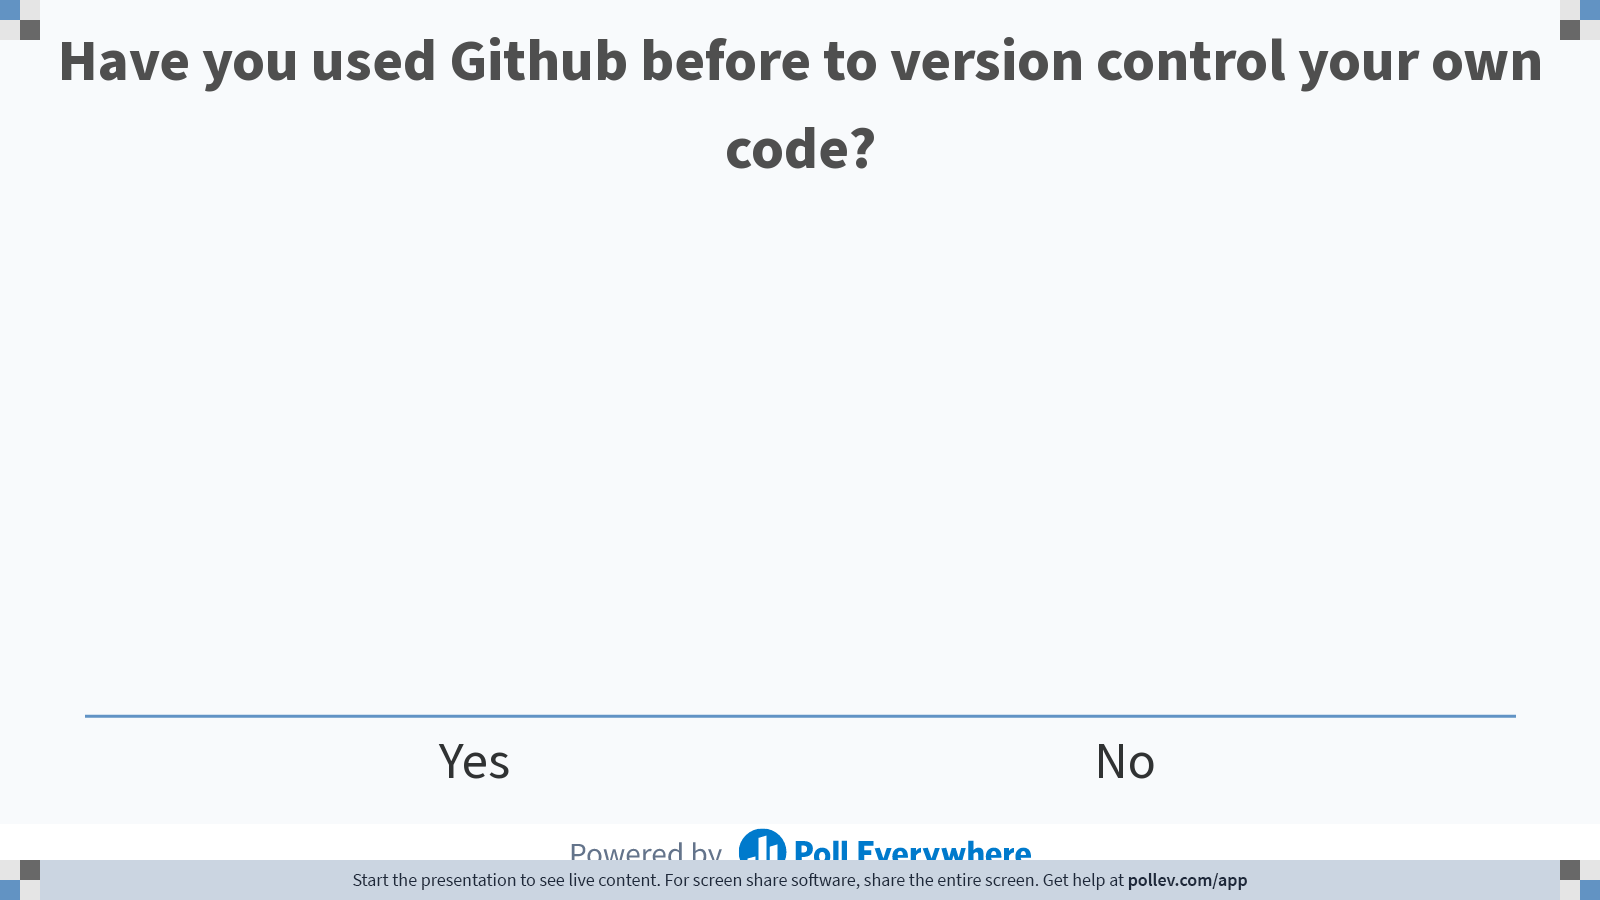 Have you used Github before to version control your own
code?
Yes
No
Powered by Poll Everywhere
Start the presentation to see live content. For screen share software, share the entire screen. Get help at pollev.com/app